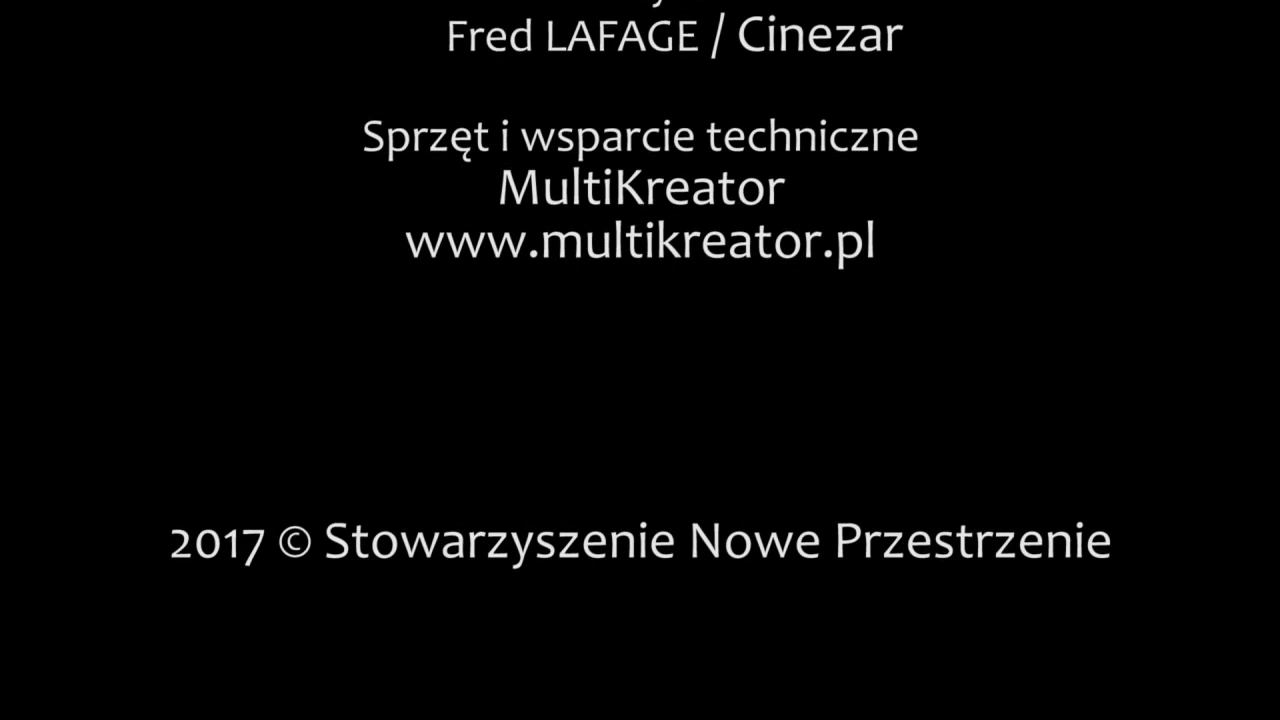 Fred LAFAGE / Cinezar
Sprzęt i wsparcie techniczne
MultiKreator
www.multikreator.pl
2017 © Stowarzyszenie Nowe Przestrzenie